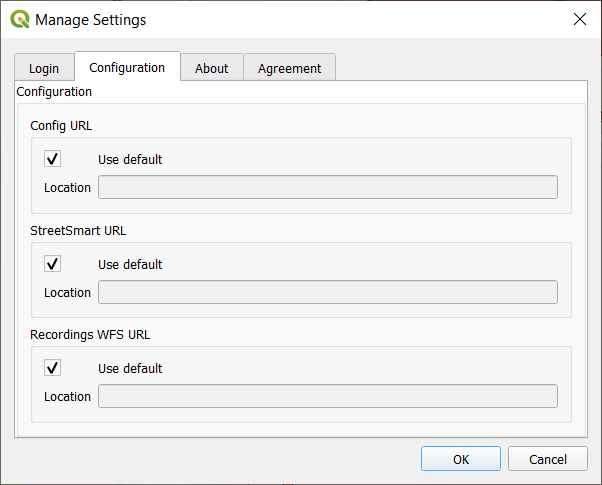 Manage Settings
Login Configuration About Agreement
Configuration
Config URL
Use default
Location
StreetSmart URL
Use default
Location
Recordings WFS URL
Use default
Location
OK Cancel